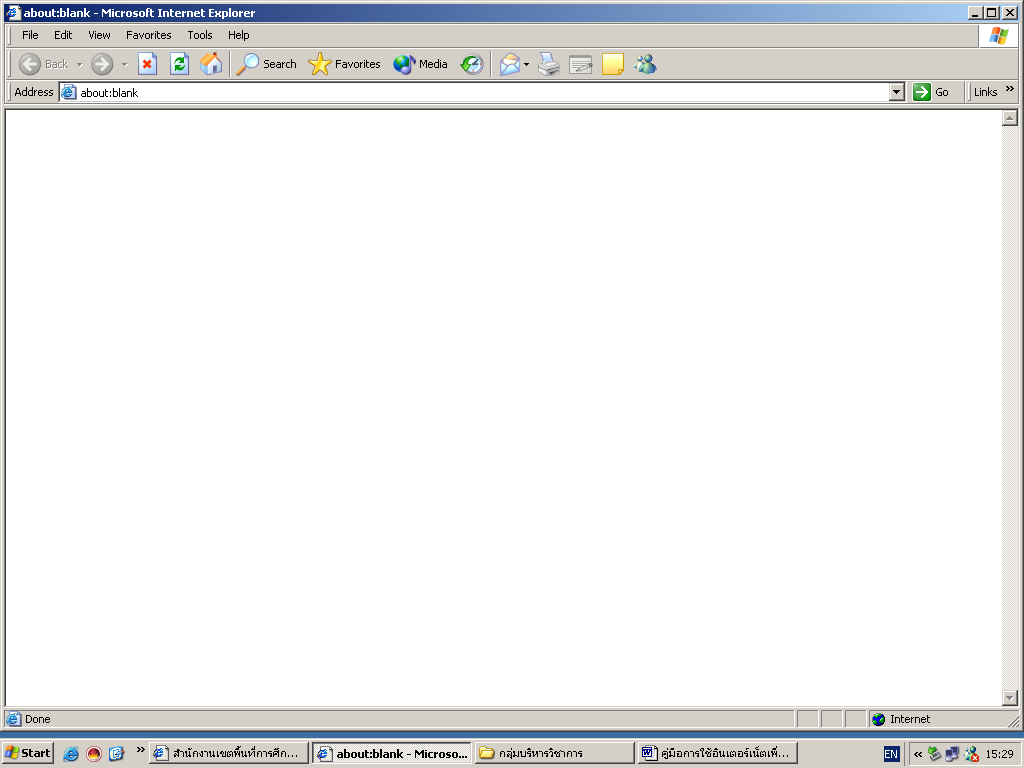 about:blank - Microsoft Internet Explorer
File Edit View Favorites Tools Help
Back Search Favorites Media
Address about:blank Go Links »
Done Internet
Start » สำนักงานเขตพื้นที่การศึก... about:blank - Microso... กลุ่มบริหารวิชาการ คู่มือการใช้อินเตอร์เน็ตเพื่... EN « 15:29